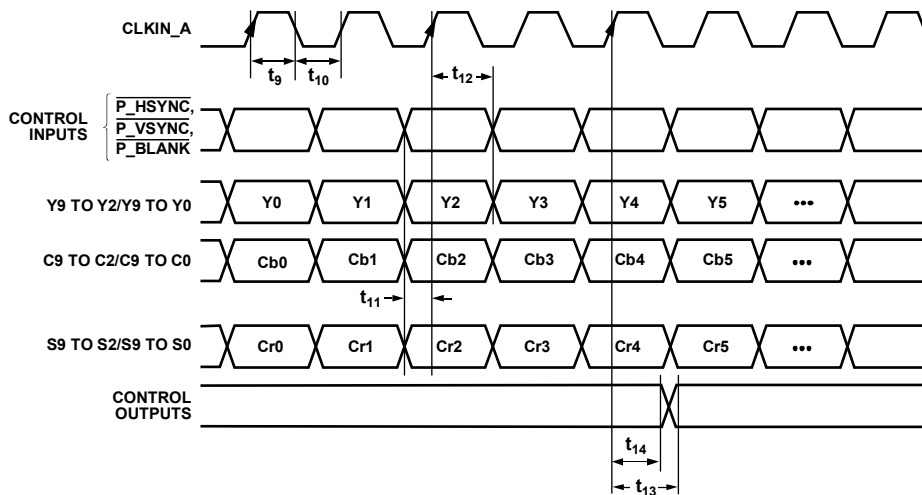 CLKIN_A
t9 t10 t12
CONTROL INPUTS
P_HSYNC,
P_VSYNC,
P_BLANK
Y9 TO Y2/Y9 TO Y0 Y0 Y1 Y2 Y3 Y4 Y5 •••
C9 TO C2/C9 TO C0 Cb0 Cb1 Cb2 Cb3 Cb4 Cb5 •••
t11
S9 TO S2/S9 TO S0 Cr0 Cr1 Cr2 Cr3 Cr4 Cr5 •••
CONTROL
OUTPUTS
t14
t13